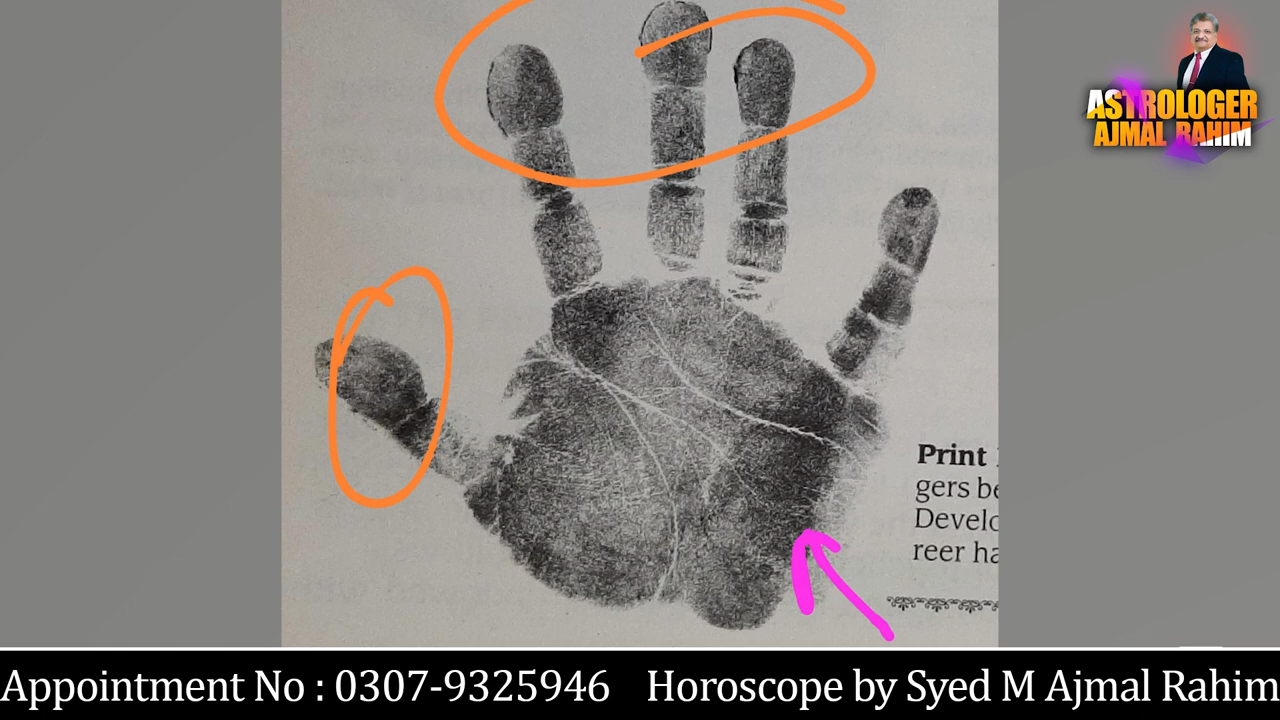 ASTROLOGER
AJMAL RAHIM
Print
gers be
Develo
reer ha
Appointment No : 0307-9325946 Horoscope by Syed M Ajmal Rahim